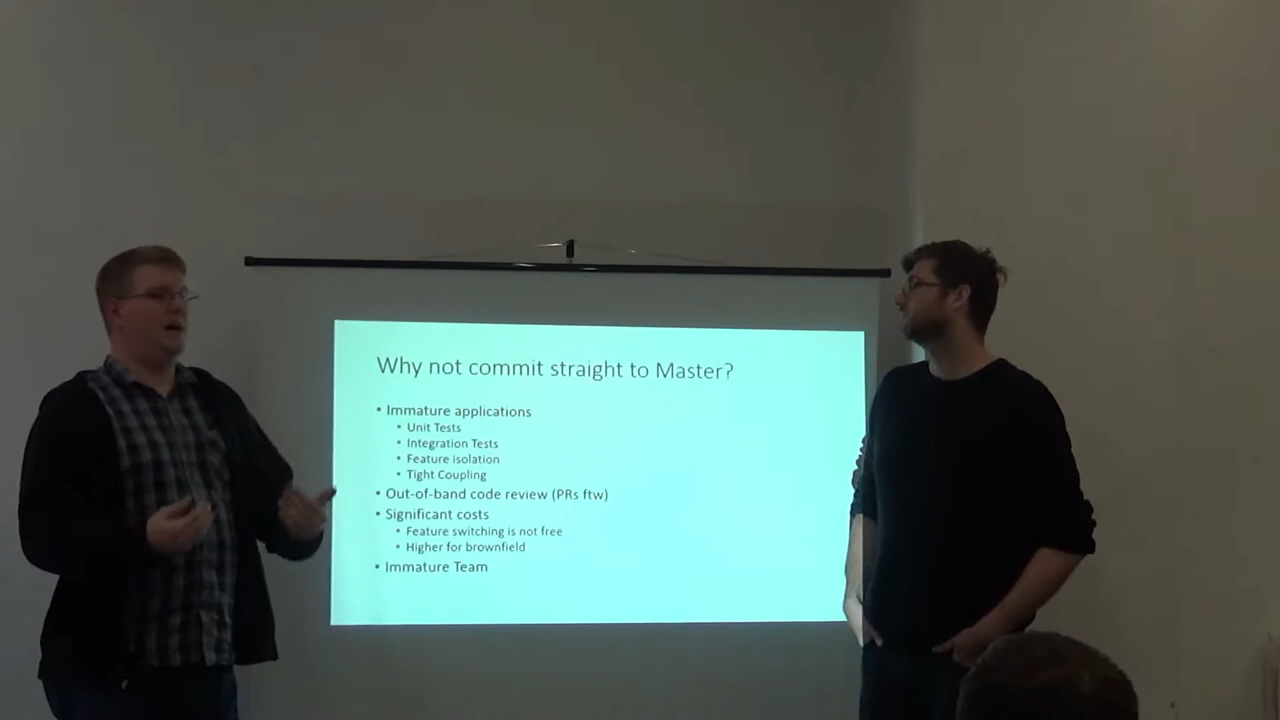 Why not commit straight to Master?
• Immature applications
• Unit Tests
• Integration Tests
• Feature isolation
• Tight Coupling
• Out-of-band code review (PRs ftw)
• Significant costs
• Feature switching is not free
• Higher for brownfield
• Immature Team